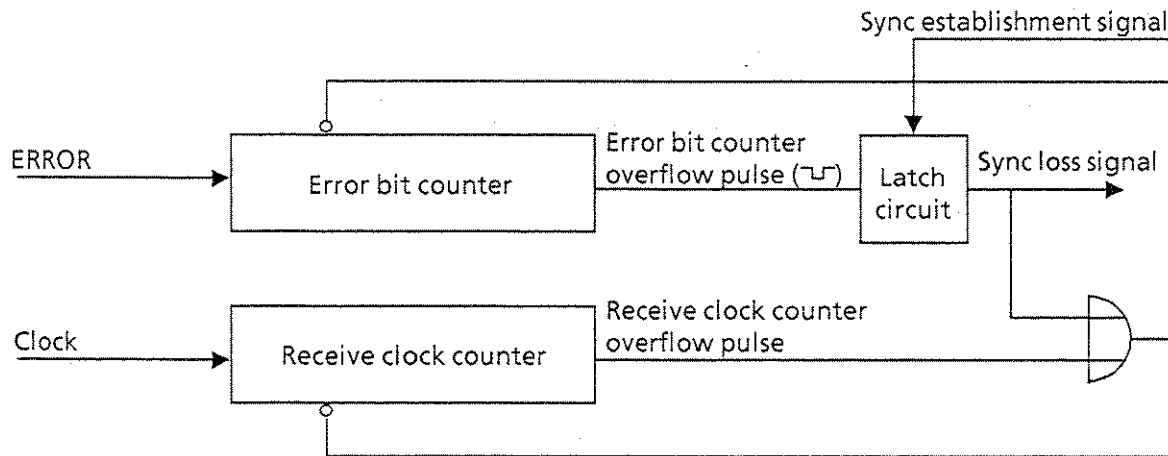 Sync establishment signal
ERROR
Error bit counter
Error bit counter
overflow pulse ( )
Latch
circuit
Sync loss signal
Clock
Receive clock counter
Receive clock counter
overflow pulse